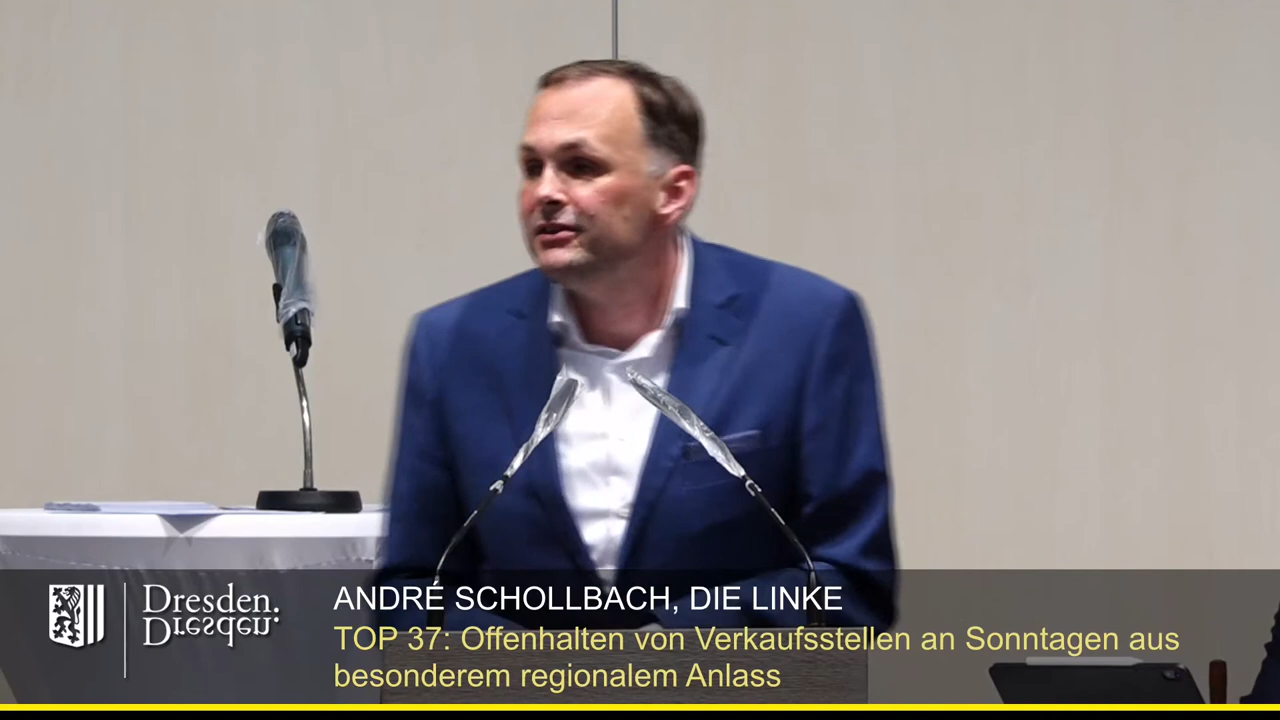 Dresden.
Dresden.
ANDRÉ SCHOLLBACH, DIE LINKE
TOP 37: Offenhalten von Verkaufsstellen an Sonntagen aus
besonderem regionalem Anlass